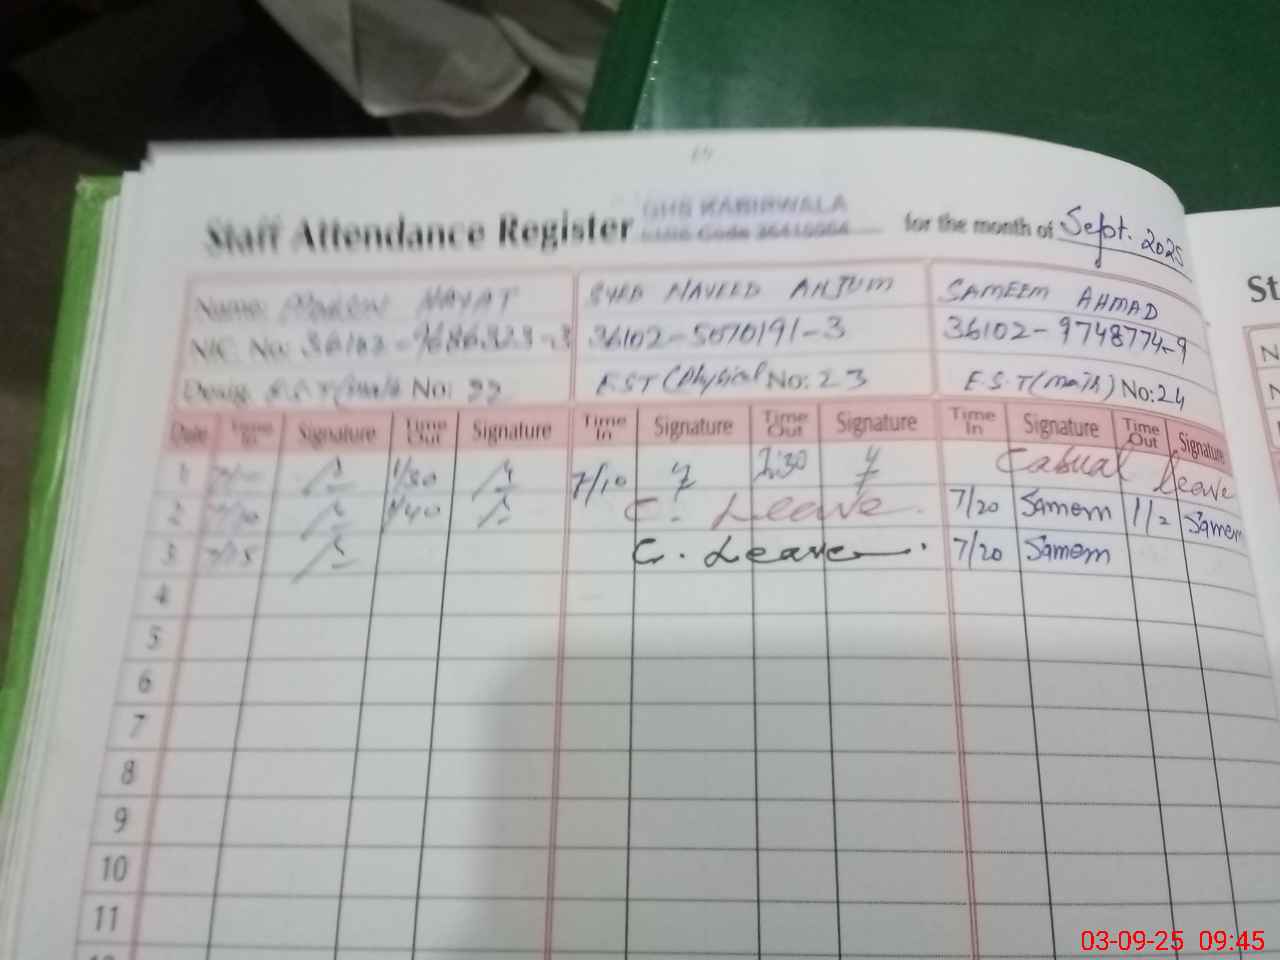 Staff Attendance Register GHS KABIRWALA for the month of Sept. 2025
Name: HAYAT SYED NAVEED ANJUM SAMEEM AHMAD
NIC No: 36102-5070191-3 36102-9748774-9
Desig. No: 22 E.S.T (Physical No: 23 E.S.T (math) No: 24
Date Time In Signature Time Out Signature Time In Signature Time Out Signature Time In Signature Time Out Signature
1 1/30 7/10 2:30 Casual Leave
2 1/40 C. Leave. 7/20 Samem 1/2 Samem
3 7/15 C. Leave. 7/20 Samem
4
5
6
7
8
9
10
11
St
03-09-25 09:45